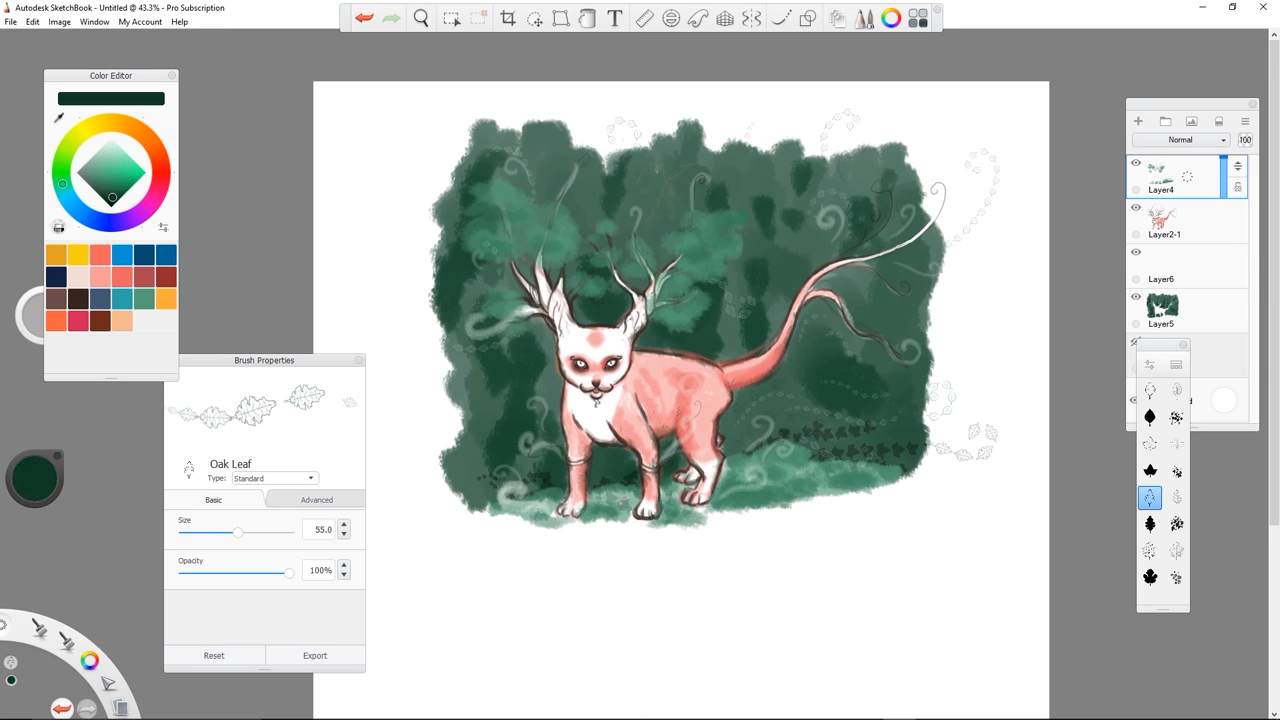 Autodesk SketchBook - Untitled @ 43.3% - Pro Subscription
File Edit Image Window My Account Help
T
Color Editor
Normal
100
Layer4
Layer2-1
Layer6
Layer5
Brush Properties
Oak Leaf
Type: Standard
Basic Advanced
Size
55.0
Opacity
100%
Reset Export